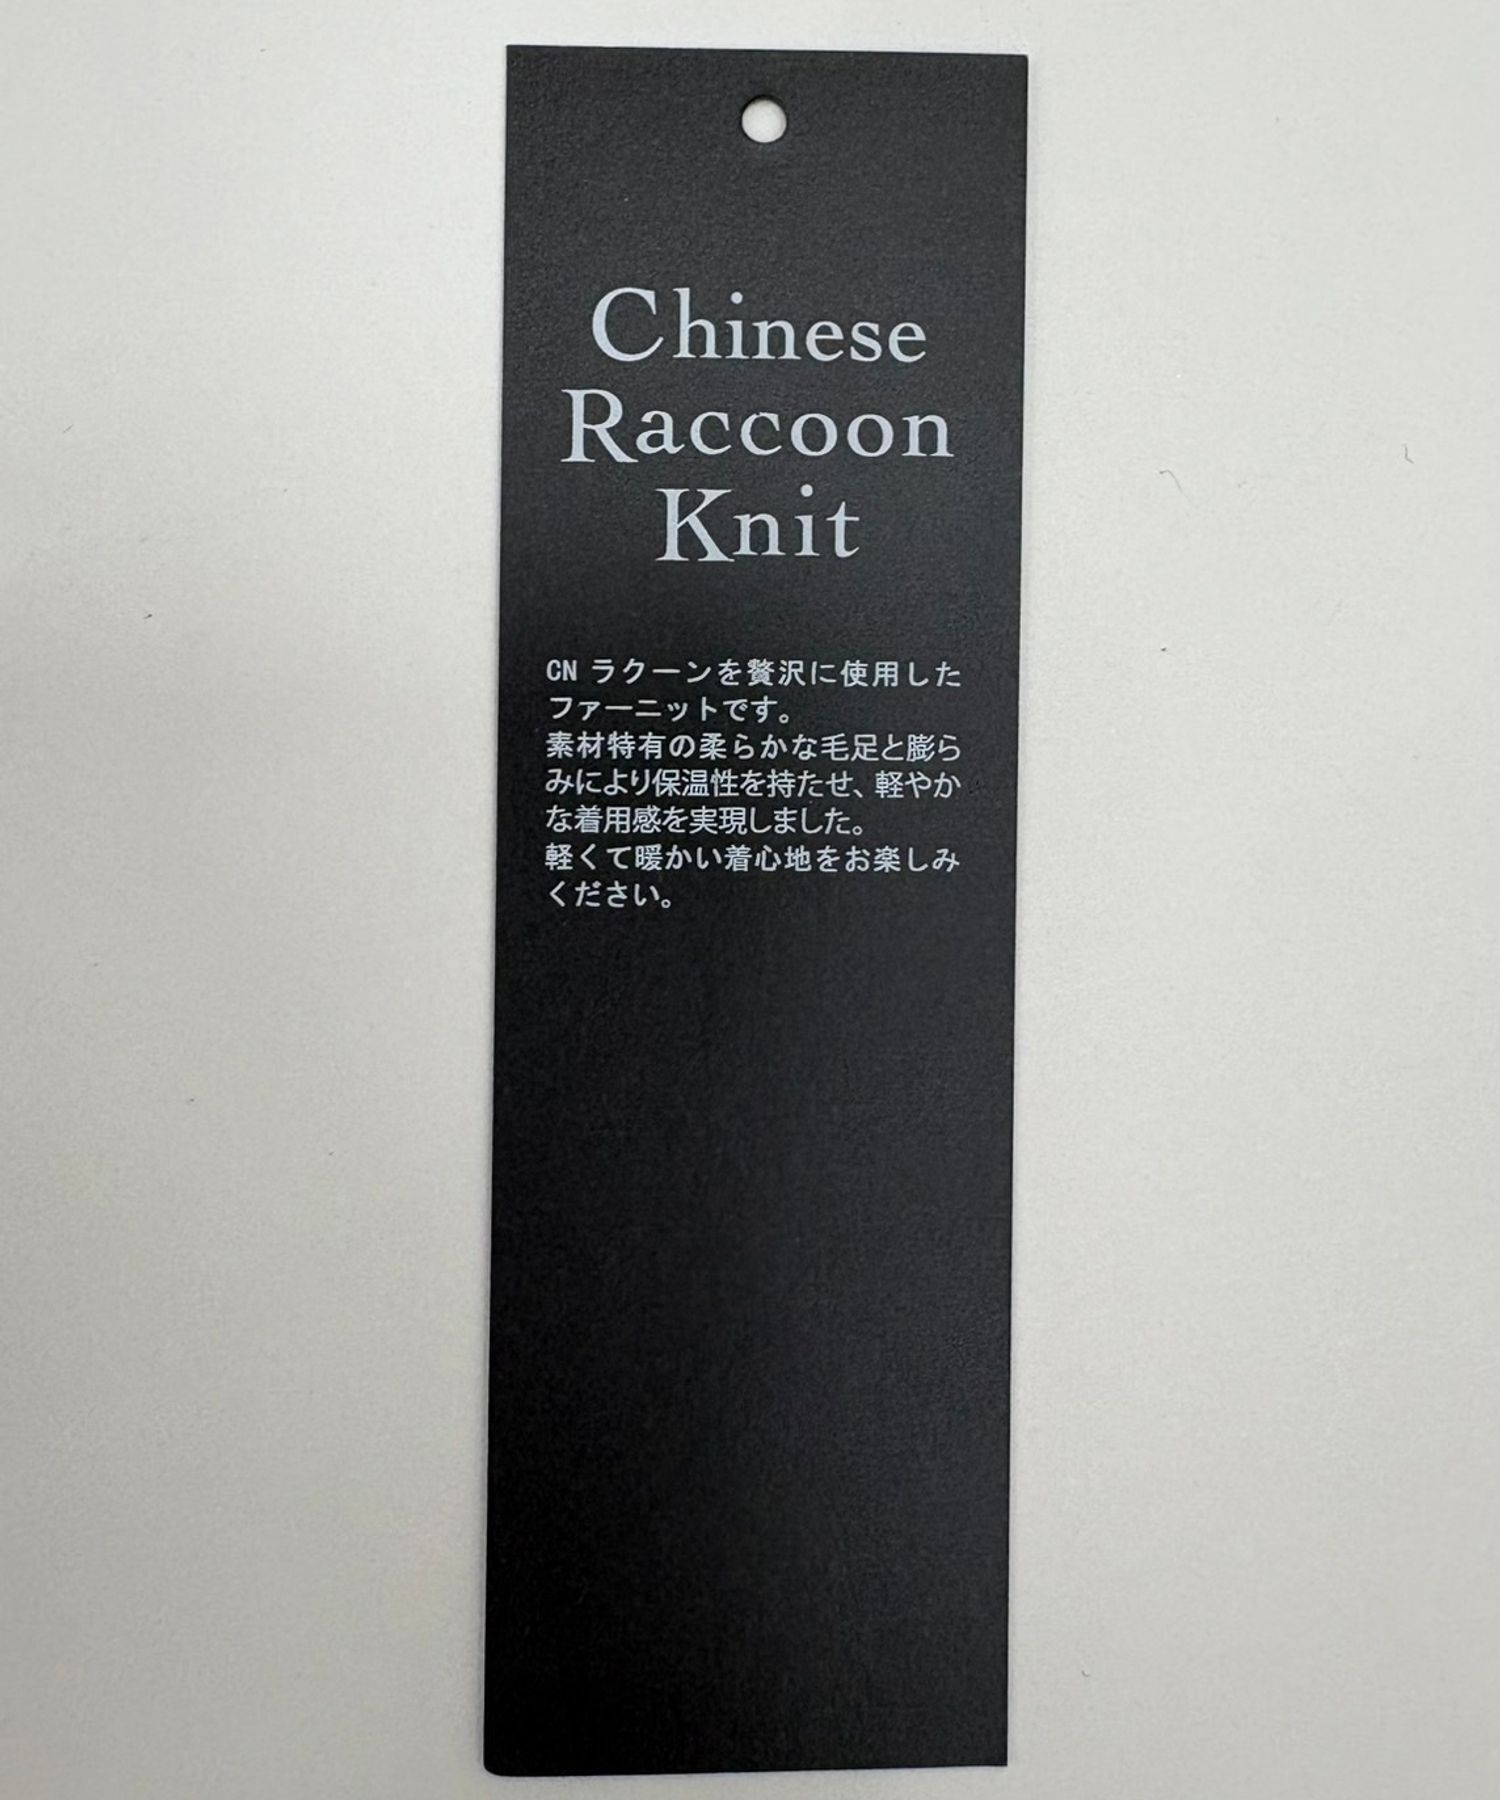 Chinese
Raccoon
Knit
CN ラクーンを贅沢に使用した
ファーニットです。
素材特有の柔らかな毛足と膨ら
みにより保温性を持たせ、軽やか
な着用感を実現しました。
軽くて暖かい着心地をお楽しみ
ください。